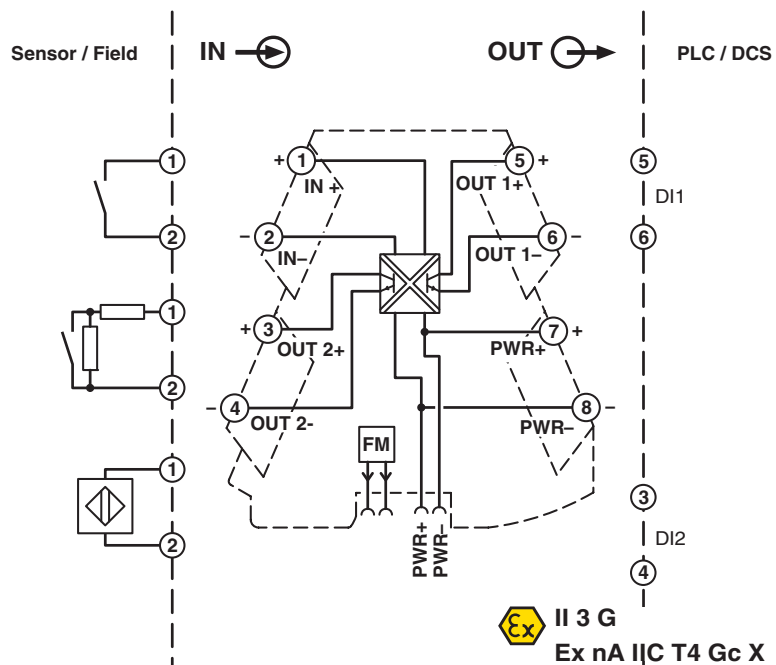 Sensor / Field
IN
OUT
PLC / DCS
1
2
1
2
1
2
+ 1
IN +
– 2
IN–
+ 3
OUT 2+
– 4
OUT 2-
5 +
OUT 1+
6 –
OUT 1–
7 +
PWR+
8 –
PWR–
FM
PWR+
PWR–
5
DI1
6
3
DI2
4
Ex
II 3 G
Ex nA IIC T4 Gc X